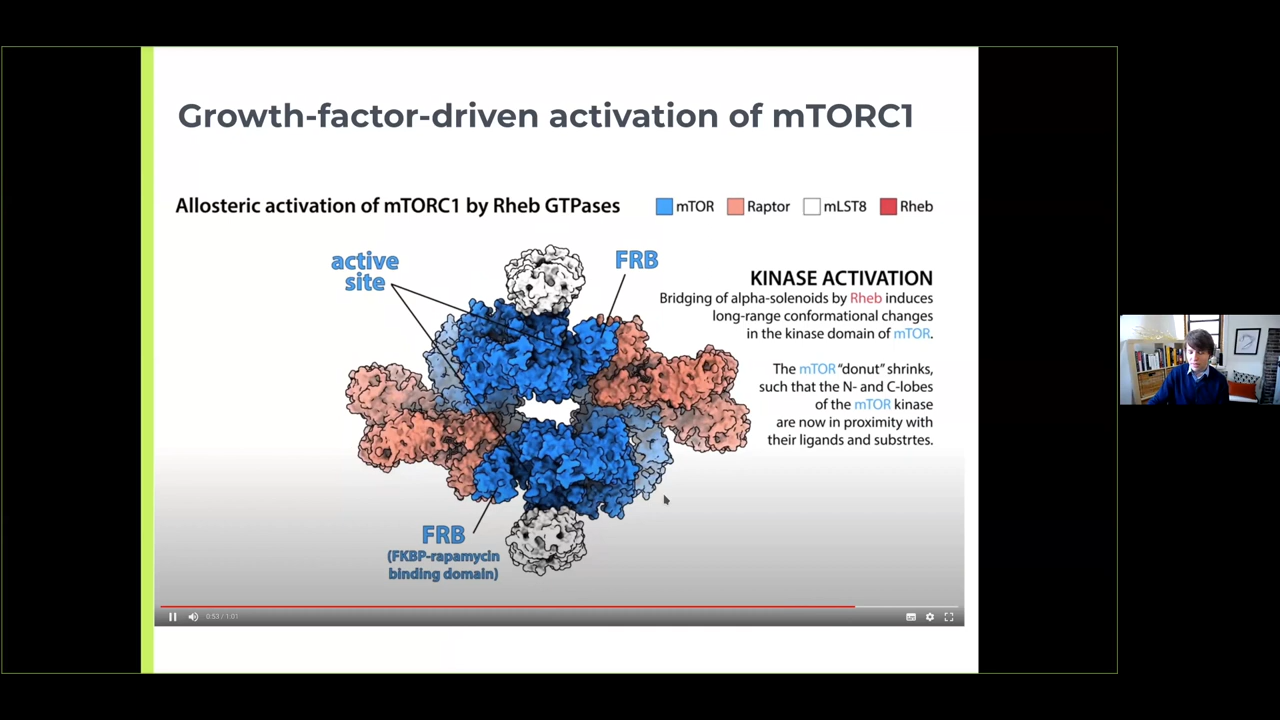 Growth-factor-driven activation of mTORC1
Allosteric activation of mTORC1 by Rheb GTPases
mTOR
Raptor
mLST8
Rheb
active
site
FRB
KINASE ACTIVATION
Bridging of alpha-solenoids by Rheb induces
long-range conformational changes
in the kinase domain of mTOR.
The mTOR "donut" shrinks,
such that the N- and C-lobes
of the mTOR kinase
are now in proximity with
their ligands and substrtes.
FRB
(FKBP-rapamycin
binding domain)
0:53 / 1:01